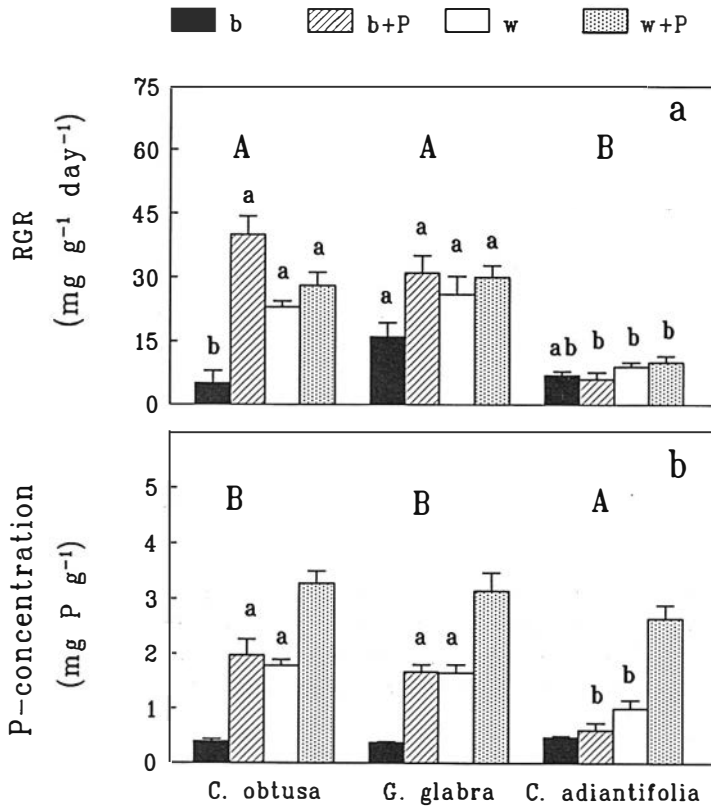 b b+P w w+P
a
75
60
45
30
15
0
RGR
(mg g⁻¹ day⁻¹)
A A B
b a a a
a a a a
ab b b b
b
5
4
3
2
1
0
P-concentration
(mg P g⁻¹)
B B A
a a
a a
b b
C. obtusa G. glabra C. adiantifolia